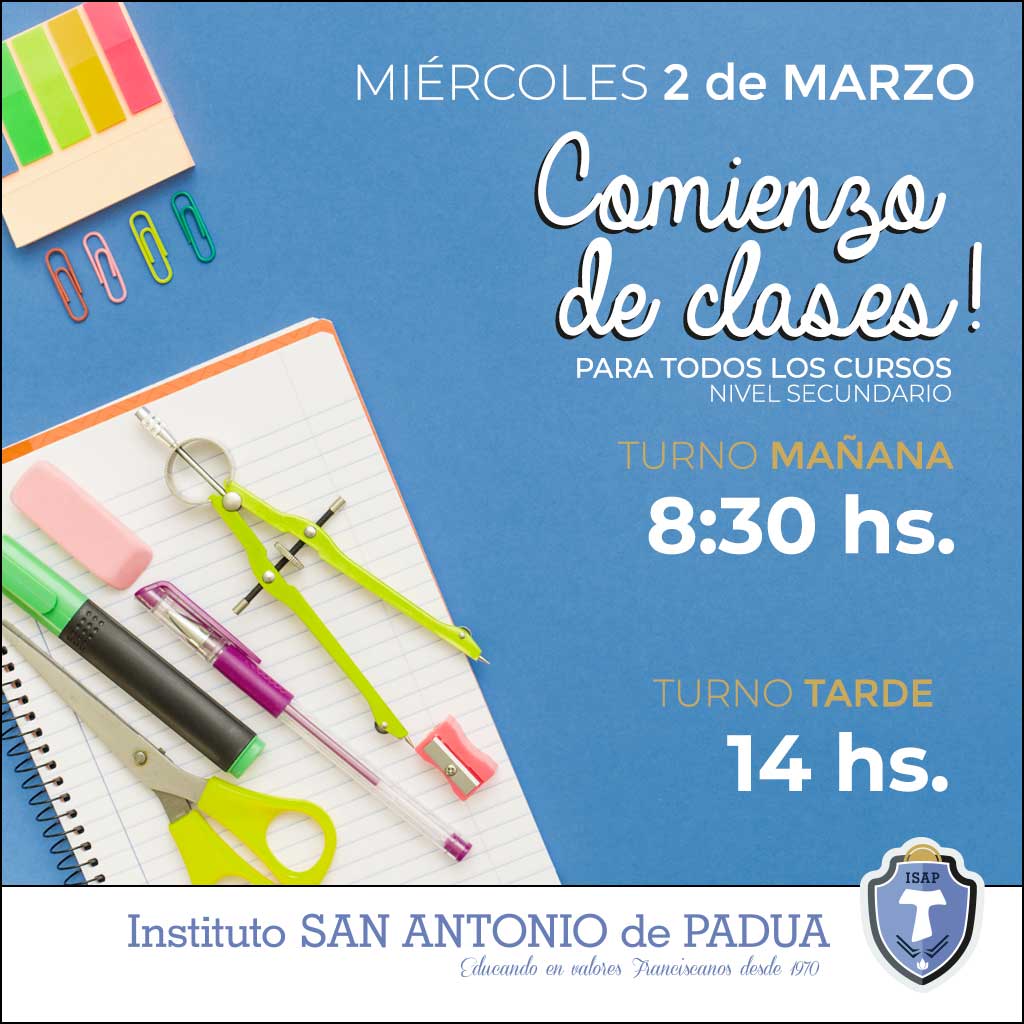 MIÉRCOLES 2 de MARZO
Comienzo
de clases!
PARA TODOS LOS CURSOS
NIVEL SECUNDARIO
TURNO MAÑANA
8:30 hs.
TURNO TARDE
14 hs.
ISAP
Instituto SAN ANTONIO de PADUA
Educando en valores Franciscanos desde 1970